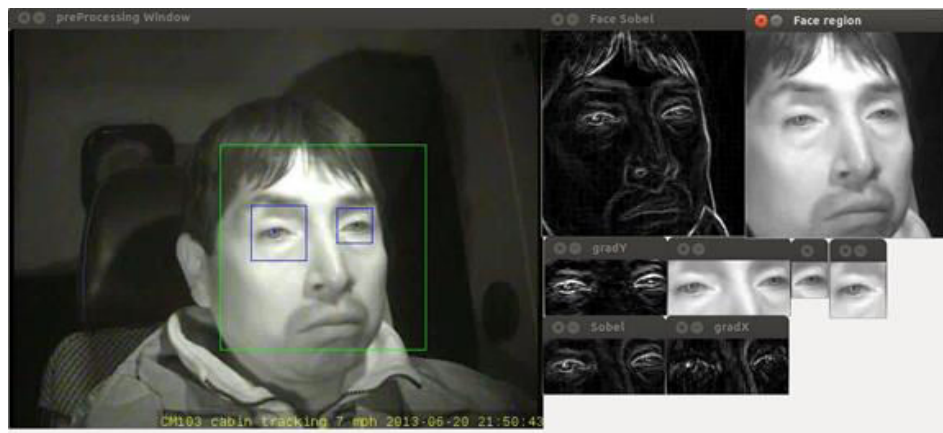 preProcessing Window
Face Sobel
Face region
gradY
Sobel
gradX
CM103 cabin tracking 7 mph 2013-06-20 21:50:43